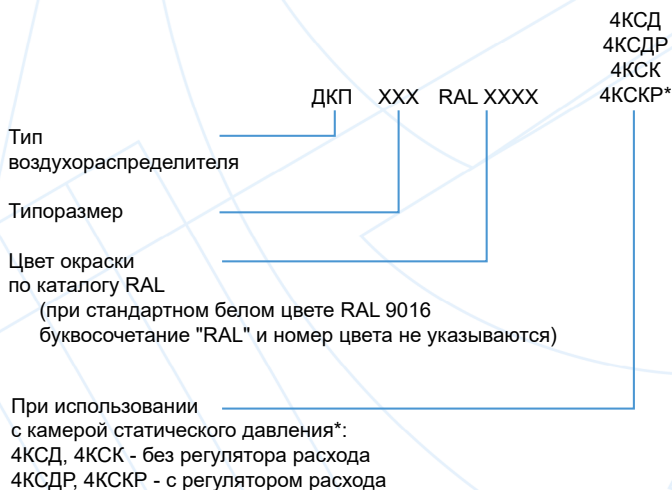 4КСД
4КСДР
4КСК
ДКП XXX RAL XXXX 4КСКР*
Тип
воздухораспределителя
Типоразмер
Цвет окраски
по каталогу RAL
(при стандартном белом цвете RAL 9016
буквосочетание "RAL" и номер цвета не указываются)
При использовании
с камерой статического давления*:
4КСД, 4КСК - без регулятора расхода
4КСДР, 4КСКР - с регулятором расхода